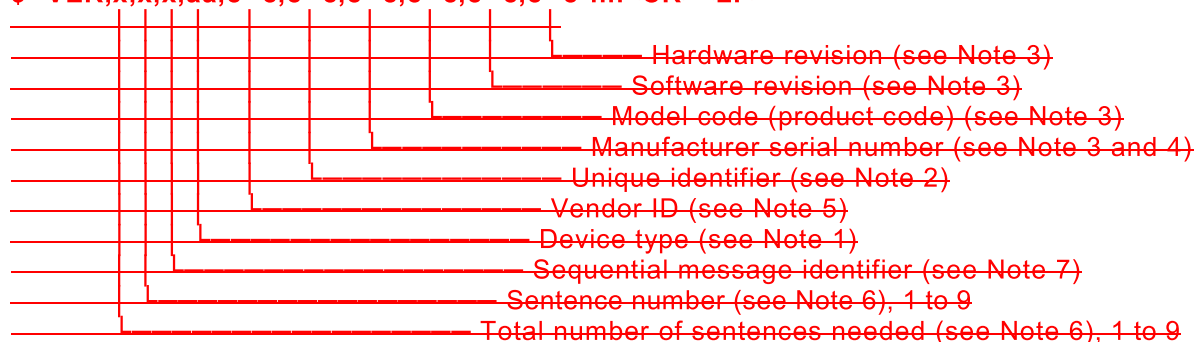 Hardware revision (see Note 3)
Software revision (see Note 3)
Model code (product code) (see Note 3)
Manufacturer serial number (see Note 3 and 4)
Unique identifier (see Note 2)
Vendor ID (see Note 5)
Device type (see Note 1)
Sequential message identifier (see Note 7)
Sentence number (see Note 6), 1 to 9
Total number of sentences needed (see Note 6), 1 to 9